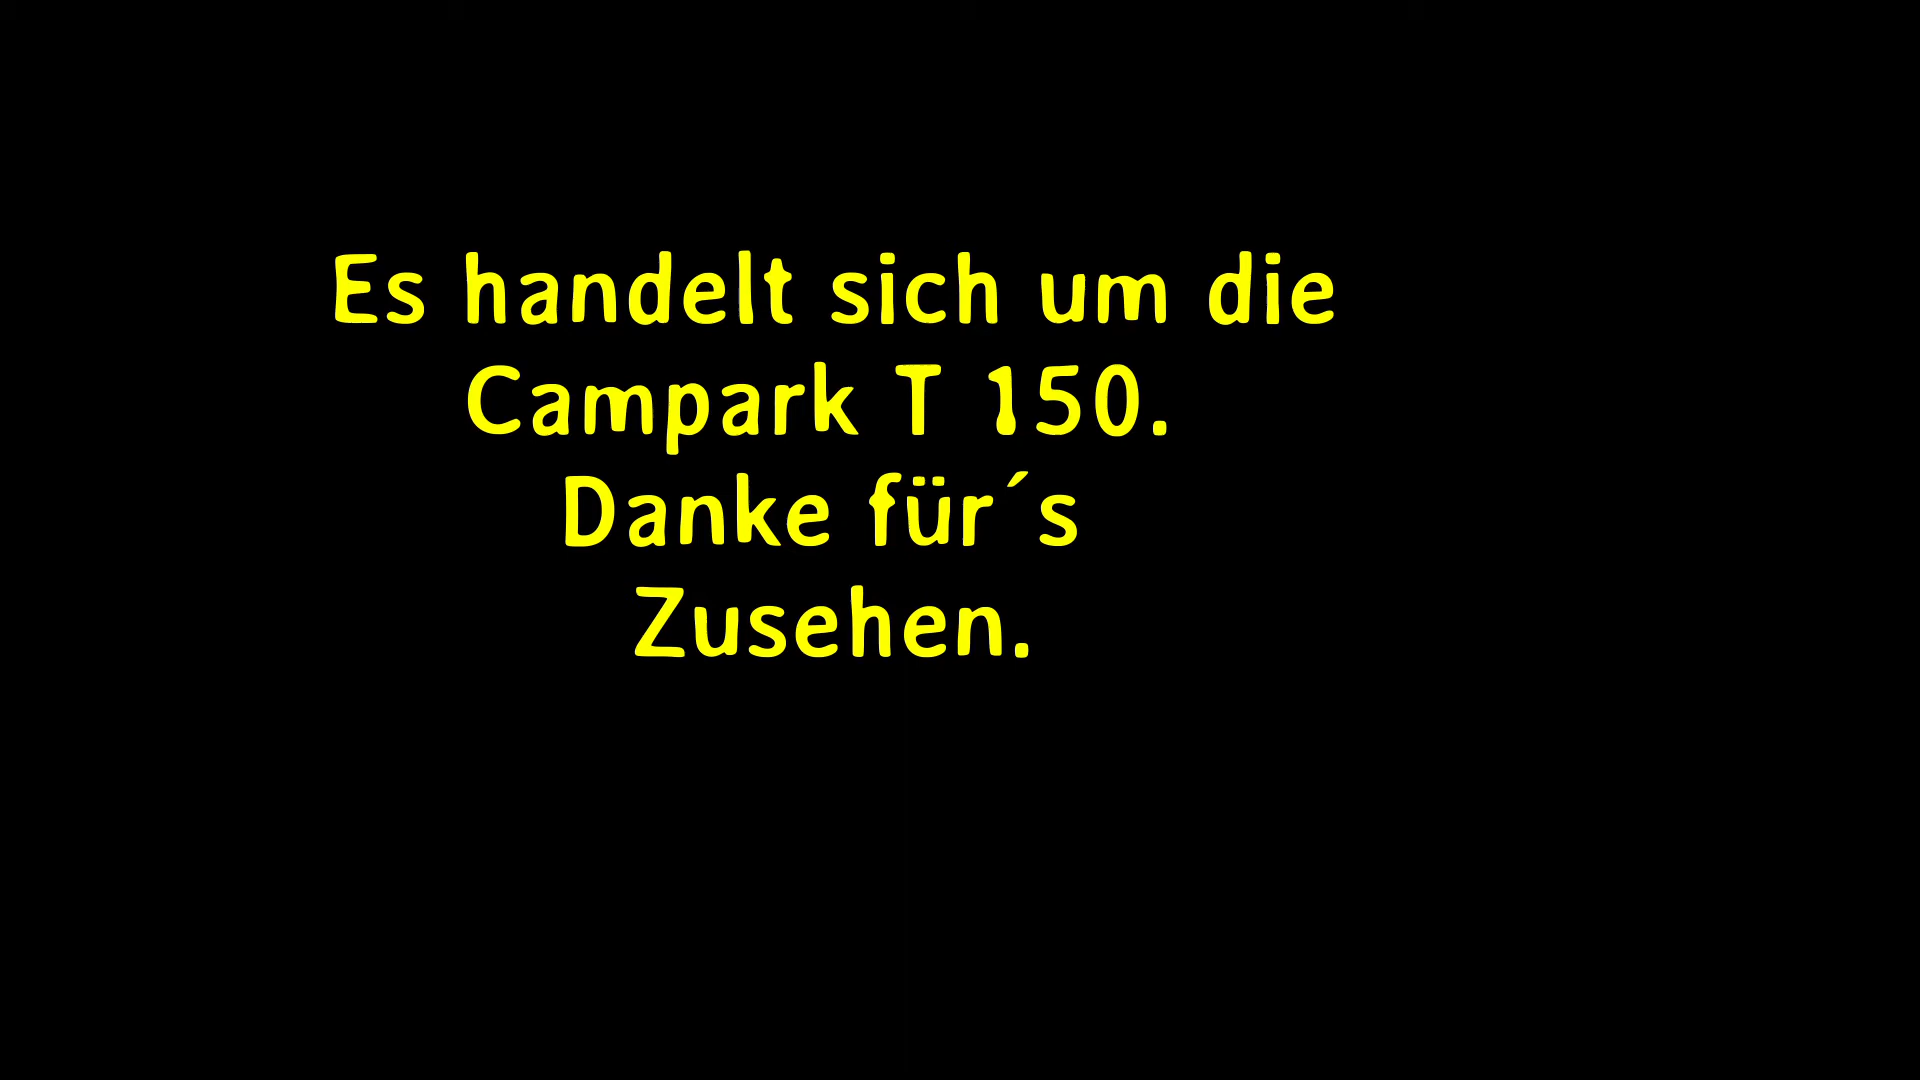 Es handelt sich um die
Campark T 150.
Danke für´s
Zusehen.